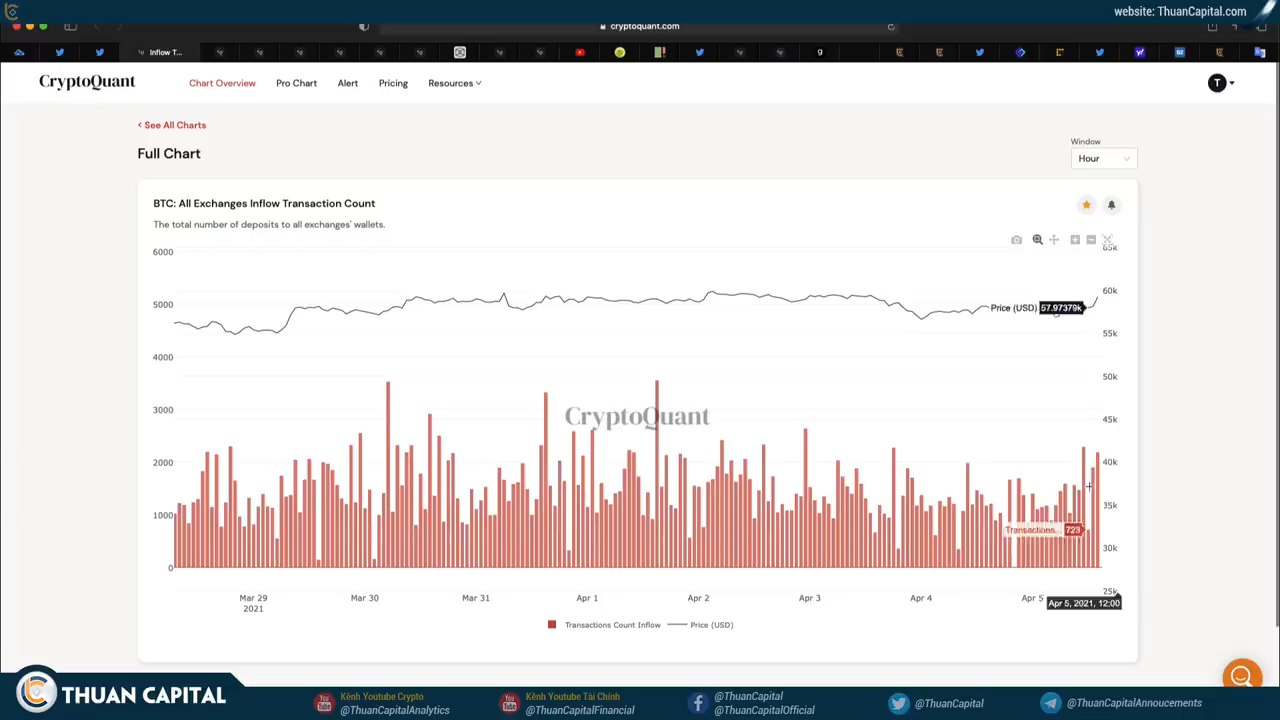 website: ThuanCapital.com
cryptoquant.com
Inflow T...
CryptoQuant
Chart Overview
Pro Chart
Alert
Pricing
Resources
T
< See All Charts
Full Chart
Window
Hour
BTC: All Exchanges Inflow Transaction Count
The total number of deposits to all exchanges' wallets.
6000
5000
4000
3000
2000
1000
0
65k
60k
55k
50k
45k
40k
35k
30k
25k
Price (USD) 57.97379k
CryptoQuant
Transactions... 723
Mar 29
2021
Mar 30
Mar 31
Apr 1
Apr 2
Apr 3
Apr 4
Apr 5
Apr 5, 2021, 12:00
Transactions Count Inflow
Price (USD)
THUAN CAPITAL
Kênh Youtube Crypto
@ThuanCapitalAnalytics
Kênh Youtube Tài Chính
@ThuanCapitalFinancial
@ThuanCapital
@ThuanCapitalOfficial
@ThuanCapital
@ThuanCapitalAnnoucements